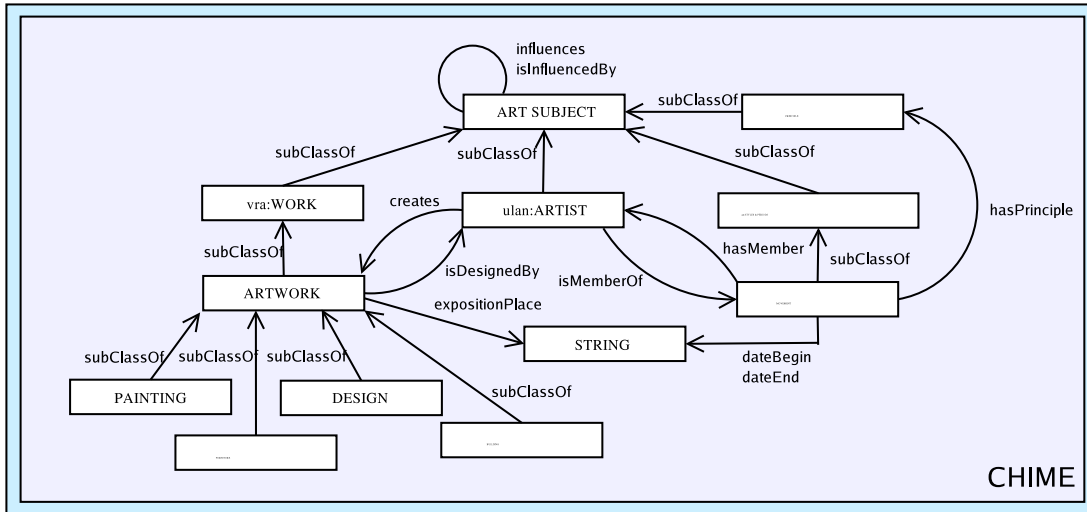 influences
isInfluencedBy
ART SUBJECT
subClassOf
subClassOf
subClassOf
subClassOf
vra:WORK
creates
ulan:ARTIST
hasPrinciple
hasMember
subClassOf
isDesignedBy
isMemberOf
subClassOf
ARTWORK
expositionPlace
STRING
dateBegin
dateEnd
subClassOf
subClassOf
subClassOf
subClassOf
PAINTING
DESIGN
CHIME